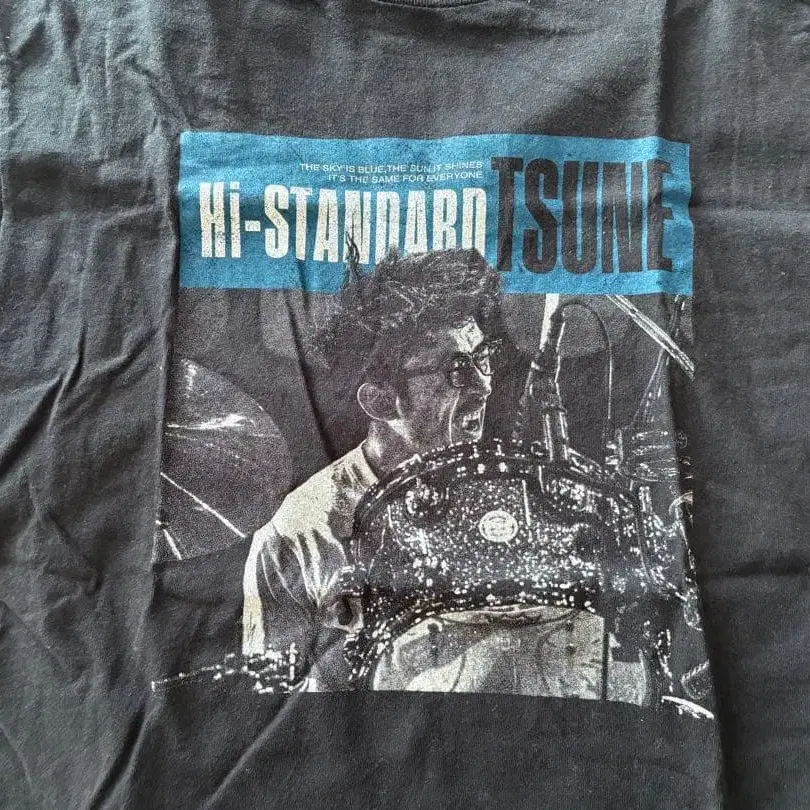 THE SKY IS BLUE,THE SUN,IT SHINES
IT'S THE SAME FOR EVERYONE
Hi-STANDARD TSUNE